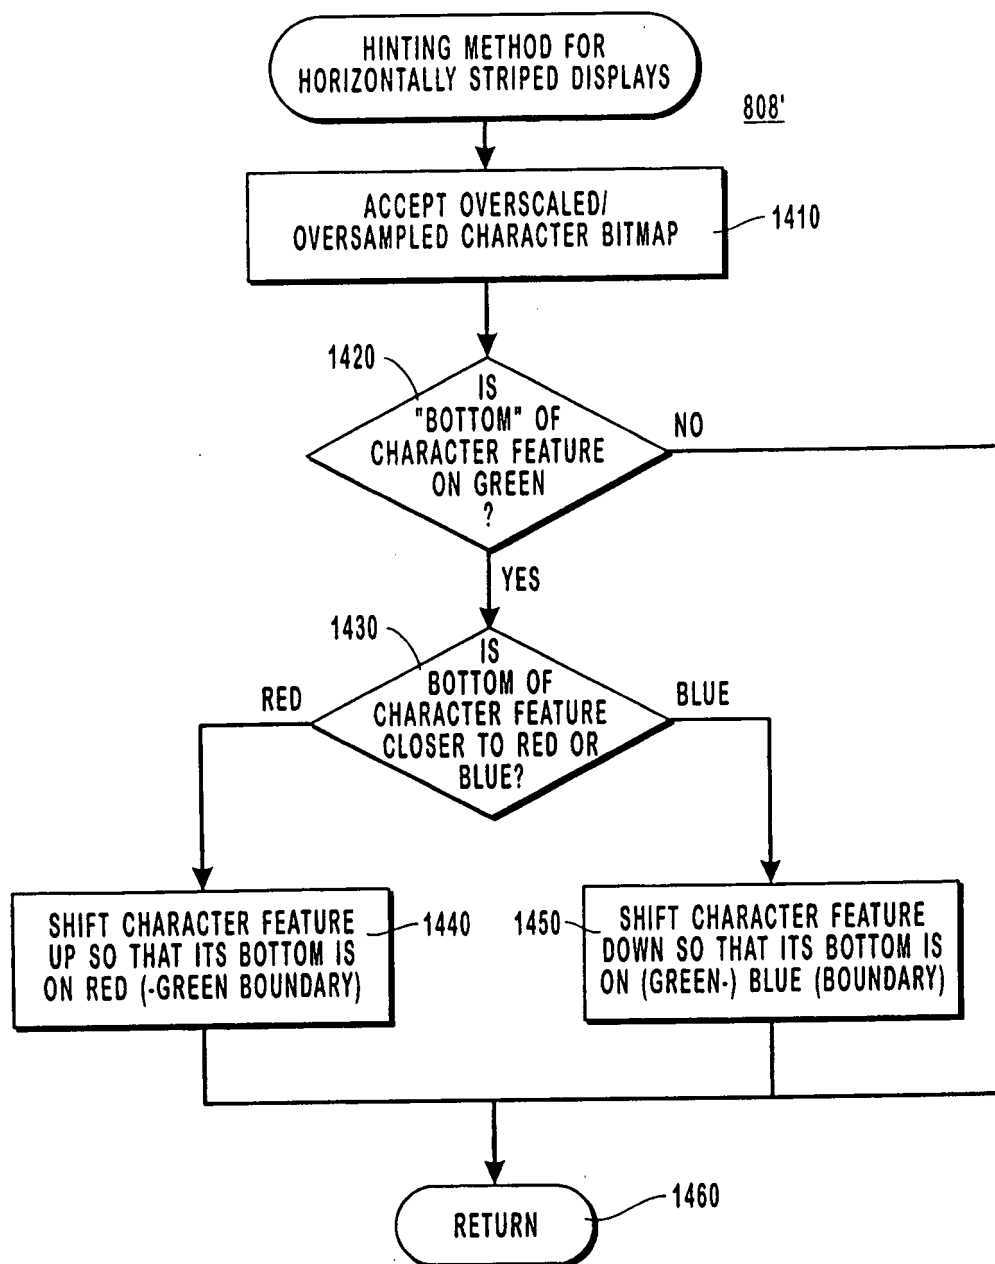 HINTING METHOD FOR
HORIZONTALLY STRIPED DISPLAYS
808'
ACCEPT OVERSCALED/
OVERSAMPLED CHARACTER BITMAP
1410
1420
IS
"BOTTOM" OF
CHARACTER FEATURE
ON GREEN
?
NO
YES
1430
IS
BOTTOM OF
CHARACTER FEATURE
CLOSER TO RED OR
BLUE?
RED
BLUE
SHIFT CHARACTER FEATURE
UP SO THAT ITS BOTTOM IS
ON RED (-GREEN BOUNDARY)
1440
1450
SHIFT CHARACTER FEATURE
DOWN SO THAT ITS BOTTOM IS
ON (GREEN-) BLUE (BOUNDARY)
RETURN
1460